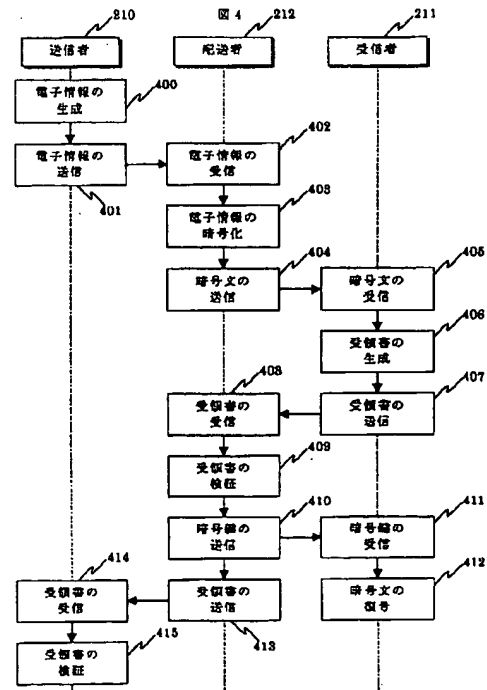 210
図4
212
211
送信者
配送者
受信者
400
電子情報の
生成
402
電子情報の
送信
電子情報の
受信
401
403
電子情報の
暗号化
404
405
暗号文の
送信
暗号文の
受信
406
受領書の
生成
408
407
受領書の
受信
受領書の
送信
409
受領書の
検証
410
411
暗号鍵の
送信
暗号鍵の
受信
414
412
受領書の
受信
受領書の
送信
暗号文の
復号
415
413
受領書の
検証